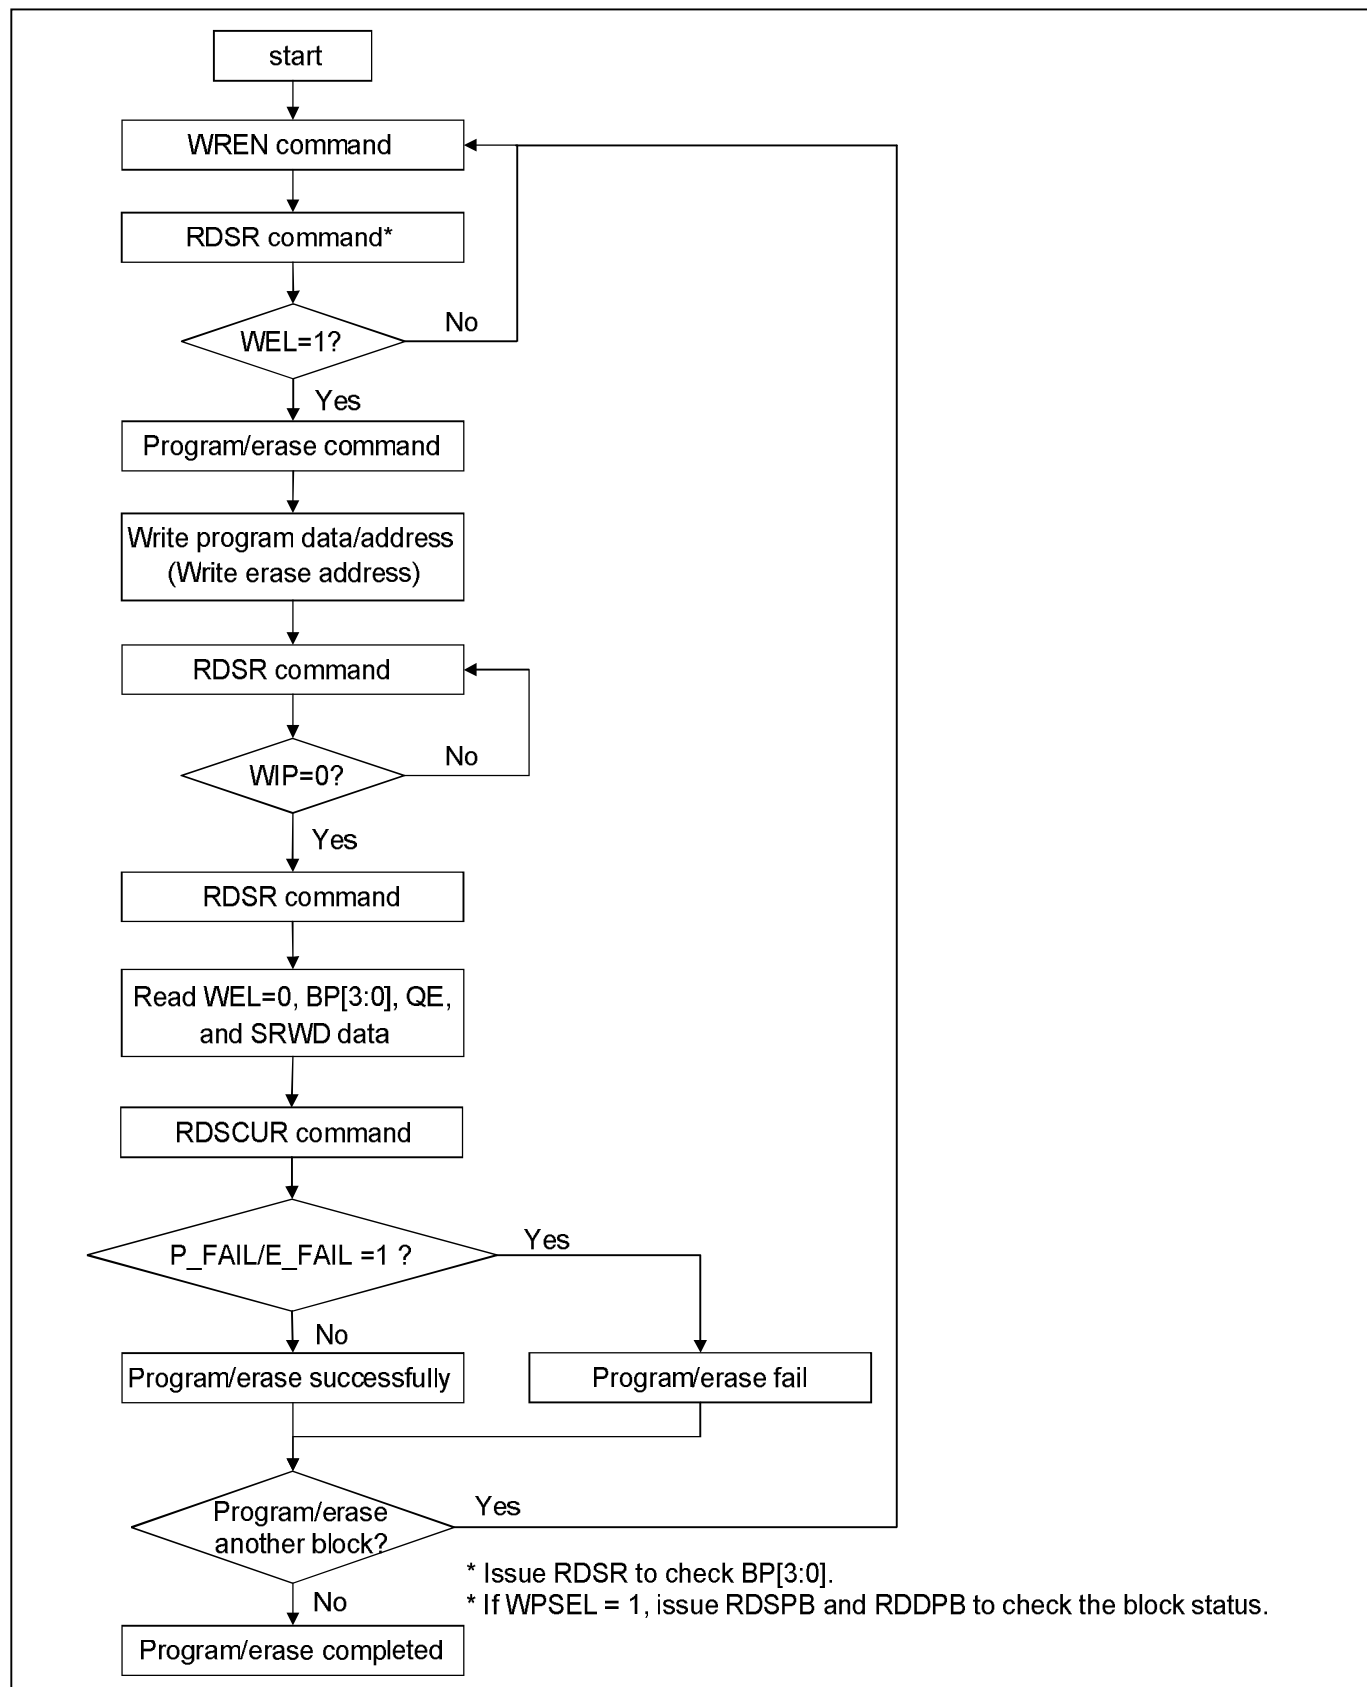 start
WREN command
RDSR command*
WEL=1?
No
Yes
Program/erase command
Write program data/address
(Write erase address)
RDSR command
WIP=0?
No
Yes
RDSR command
Read WEL=0, BP[3:0], QE,
and SRWD data
RDSCUR command
P_FAIL/E_FAIL =1 ?
Yes
No
Program/erase successfully
Program/erase fail
Program/erase
another block?
Yes
* Issue RDSR to check BP[3:0].
* If WPSEL = 1, issue RDSPB and RDDPB to check the block status.
No
Program/erase completed